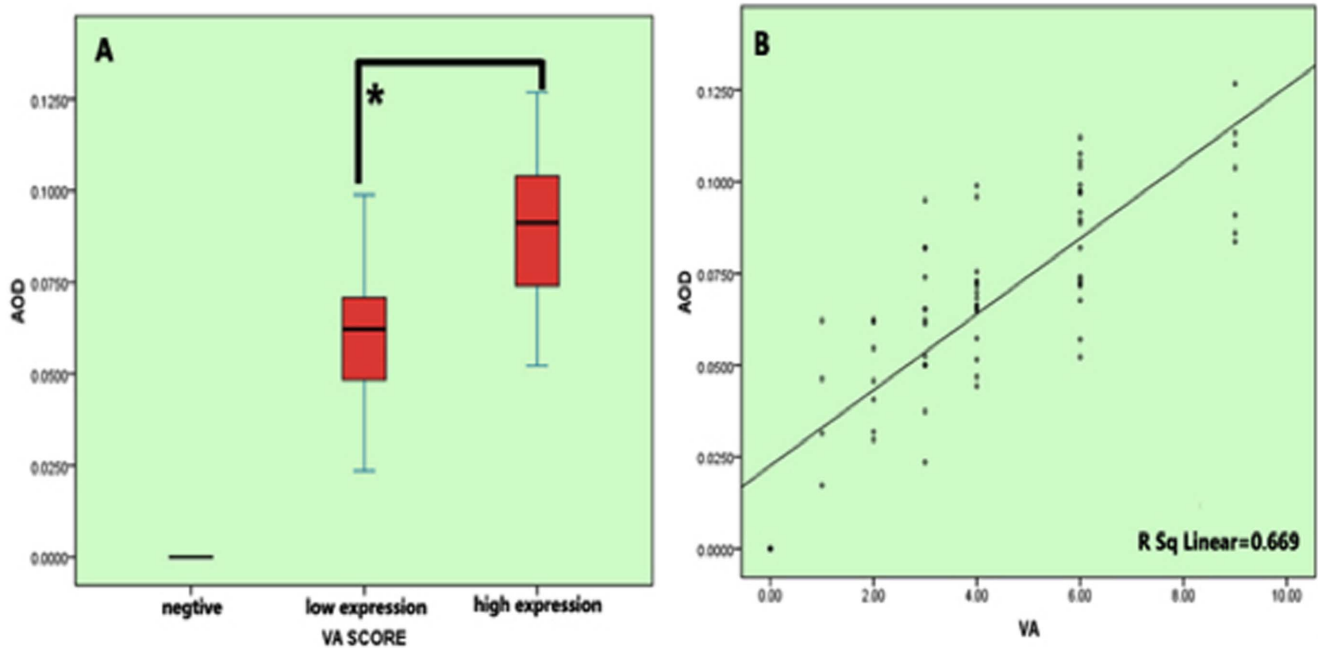 A
0.1250
0.1000
0.0750
0.0500
0.0250
0.0000
AOD
*
negtive
low expression
high expression
VA SCORE
B
0.1250
0.1000
0.0750
0.0500
0.0250
0.0000
AOD
R Sq Linear=0.669
0.00 2.00 4.00 6.00 8.00 10.00
VA